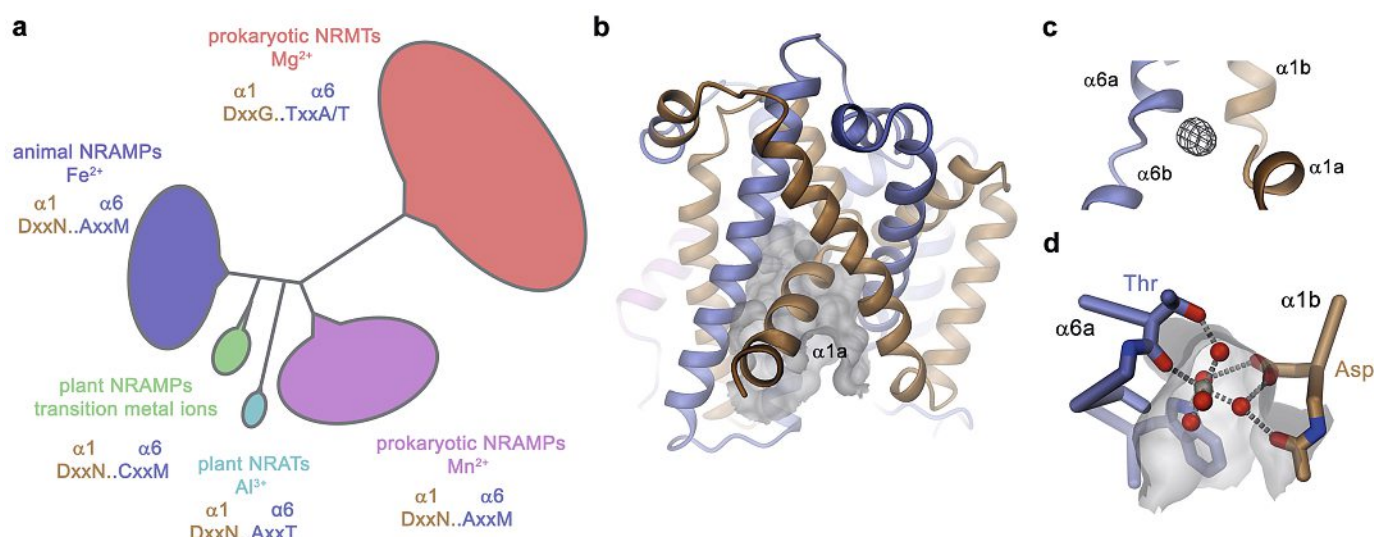 a
prokaryotic NRMTs
Mg²⁺
α1 α6
DxxG..TxxA/T
animal NRAMPs
Fe²⁺
α1 α6
DxxN..AxxM
plant NRAMPs
transition metal ions
α1 α6
DxxN..CxxM
plant NRATs
Al³⁺
α1 α6
DxxN..AxxT
prokaryotic NRAMPs
Mn²⁺
α1 α6
DxxN..AxxM
b
α1a
c
α6a
α1b
α6b
α1a
d
Thr
α1b
α6a
Asp